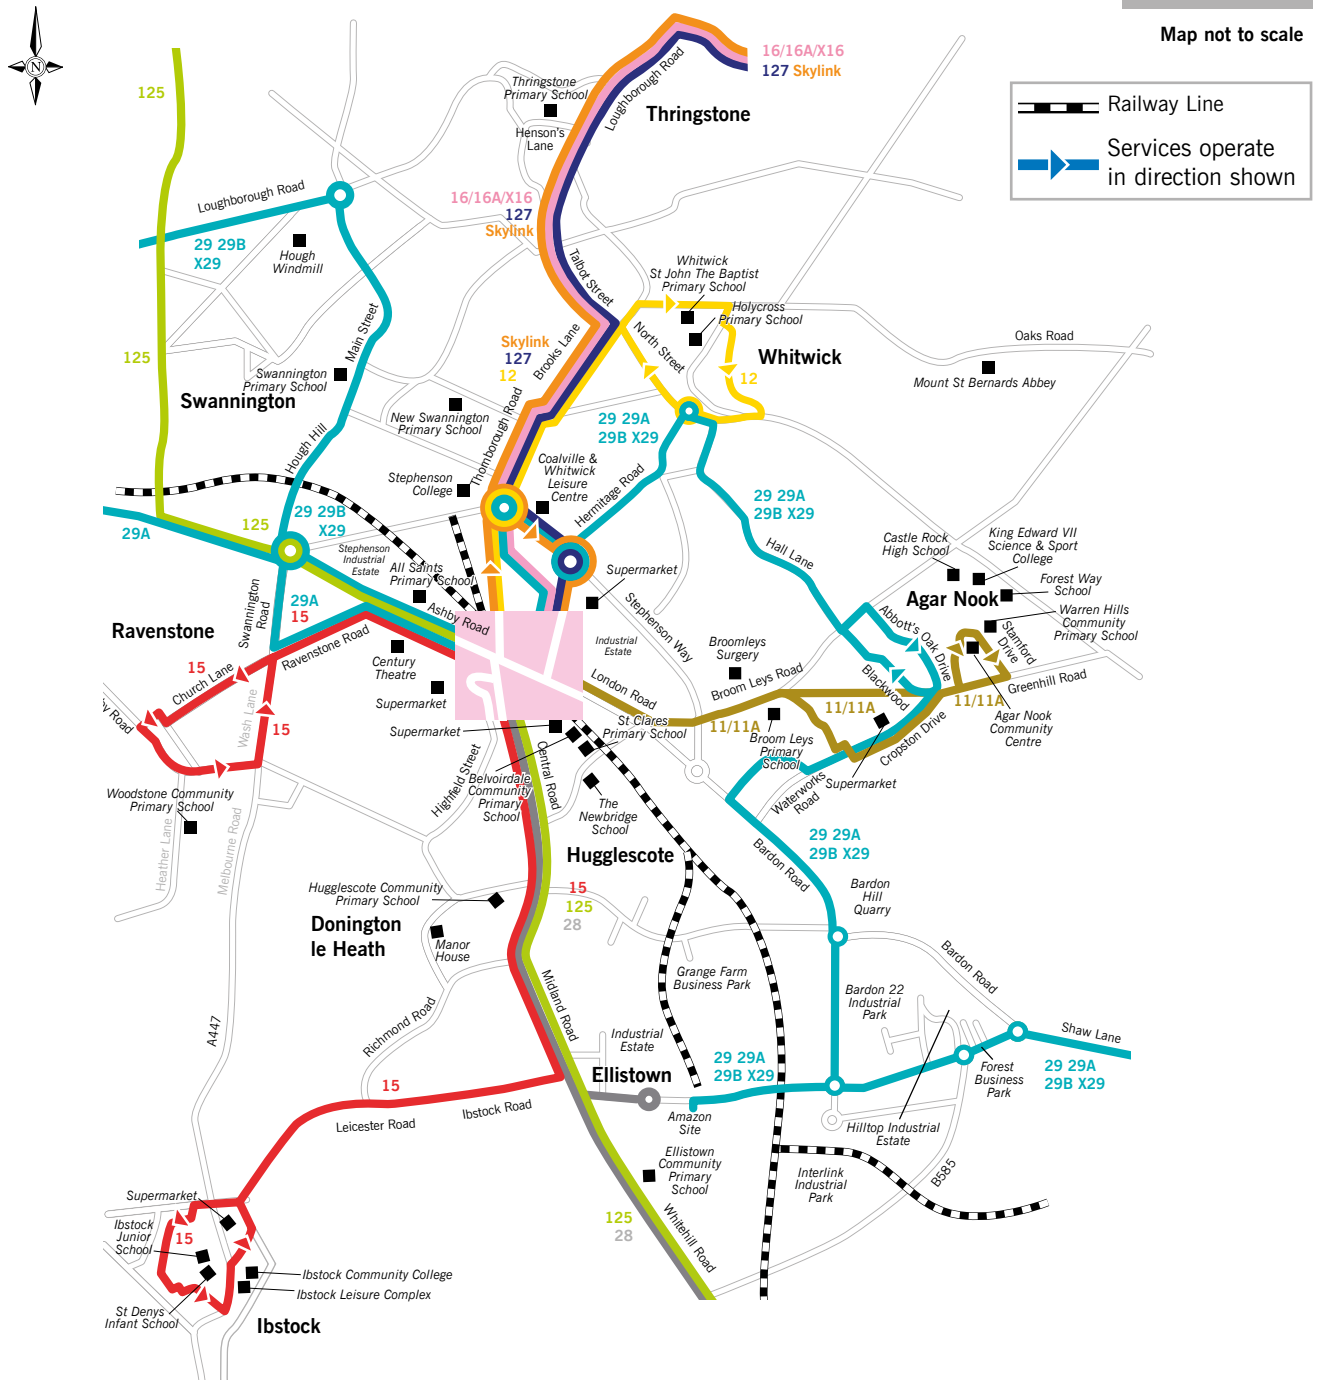 Map not to scale
N
Railway Line
Services operate
in direction shown
16/16A/X16
127 Skylink
125
Thringstone
Primary School
Loughborough Road
Thringstone
Henson's
Lane
Loughborough Road
16/16A/X16
127
Skylink
29 29B
X29
Hough
Windmill
Talbot Street
Whitwick
St John The Baptist
Primary School
Holycross
Primary School
Main Street
North Street
Skylink
127
12
Brooks Lane
Oaks Road
125
Whitwick
Swannington
Primary School
12
Mount St Bernards Abbey
Swannington
New Swannington
Primary School
29 29A
29B X29
Thornborough Road
Hough Hill
Coalville &
Whitwick
Leisure
Centre
Stephenson
College
Hermitage Road
29 29A
29B X29
29 29B
X29
29A
125
Hall Lane
Castle Rock
High School
King Edward VII
Science & Sport
College
Stephenson
Industrial
Estate
All Saints
Primary School
Supermarket
Forest Way
School
Agar Nook
29A
15
Swannington
Road
Ashby Road
Stephenson Way
Warren Hills
Community
Primary School
Abbott's Oak Drive
Ravenstone
Ravenstone Road
Industrial
Estate
Broomleys
Surgery
Stamford
Drive
15
Church Lane
Century
Theatre
London Road
Broom Leys Road
Blackwood
Greenhill Road
Supermarket
11/11A
11/11A
11/11A
by Road
Wash Lane
15
Supermarket
St Clares
Primary School
Broom Leys
Primary
School
Cropston Drive
Agar Nook
Community
Centre
Highfield Street
Central Road
Belvoirdale
Community
Primary
School
The
Newbridge
School
Waterworks
Road
Supermarket
Woodstone Community
Primary School
Heather Lane
Melbourne Road
29 29A
29B X29
Hugglescote
Bardon Road
Hugglescote Community
Primary School
15
125
28
Bardon
Hill
Quarry
Donington
le Heath
Manor
House
Bardon Road
Grange Farm
Business Park
Midland Road
Bardon 22
Industrial
Park
A447
Richmond Road
Industrial
Estate
Shaw Lane
Ellistown
29 29A
29B X29
Forest
Business
Park
29 29A
29B X29
15
Ibstock Road
Leicester Road
Amazon
Site
Hilltop Industrial
Estate
Ellistown
Community
Primary
School
Interlink
Industrial
Park
B585
Supermarket
Ibstock
Junior
School
15
125
28
Whitehill Road
Ibstock Community College
Ibstock Leisure Complex
St Denys
Infant School
Ibstock